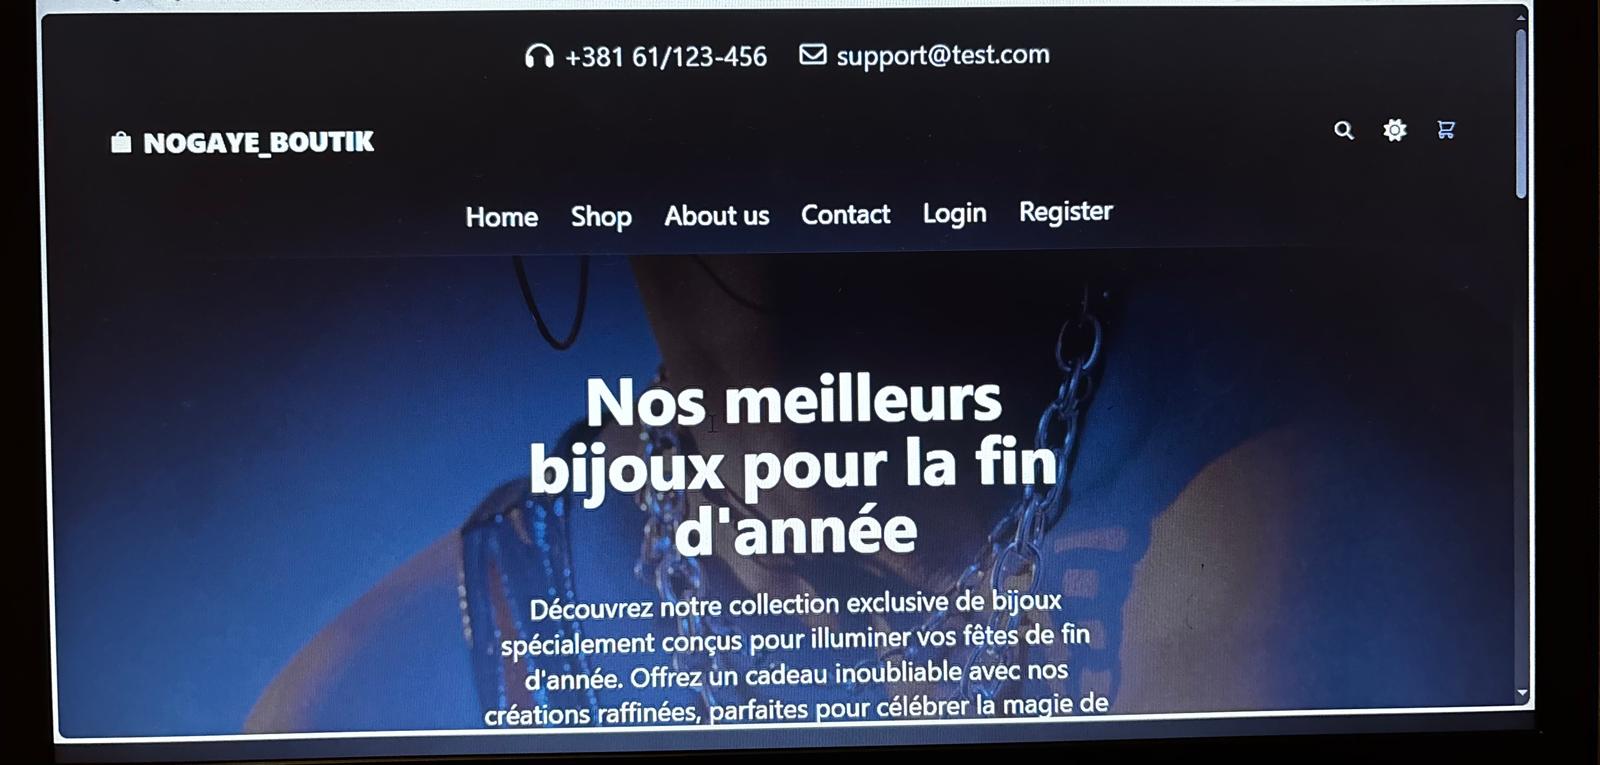 +381 61/123-456 support@test.com
NOGAYE_BOUTIK
Home Shop About us Contact Login Register
Nos meilleurs
bijoux pour la fin
d'année
Découvrez notre collection exclusive de bijoux
spécialement conçus pour illuminer vos fêtes de fin
d'année. Offrez un cadeau inoubliable avec nos
créations raffinées, parfaites pour célébrer la magie de